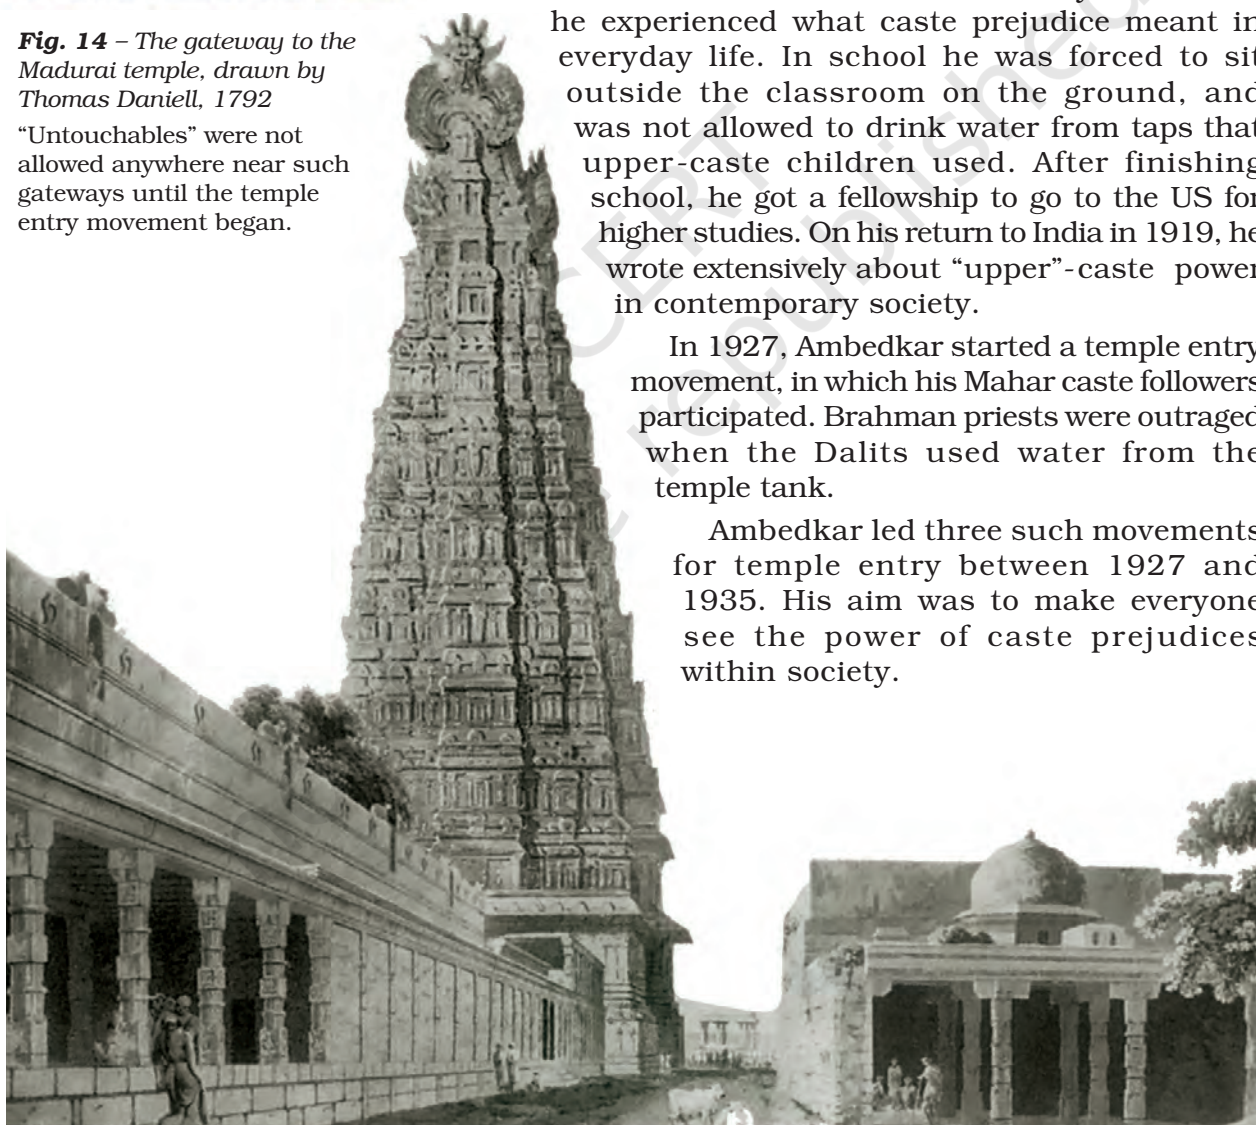 Fig. 14 – The gateway to the
Madurai temple, drawn by
Thomas Daniell, 1792
“Untouchables” were not
allowed anywhere near such
gateways until the temple
entry movement began.
he experienced what caste prejudice meant in
everyday life. In school he was forced to sit
outside the classroom on the ground, and
was not allowed to drink water from taps that
upper-caste children used. After finishing
school, he got a fellowship to go to the US for
higher studies. On his return to India in 1919, he
wrote extensively about “upper”-caste power
in contemporary society.
In 1927, Ambedkar started a temple entry
movement, in which his Mahar caste followers
participated. Brahman priests were outraged
when the Dalits used water from the
temple tank.
Ambedkar led three such movements
for temple entry between 1927 and
1935. His aim was to make everyone
see the power of caste prejudices
within society.
republished